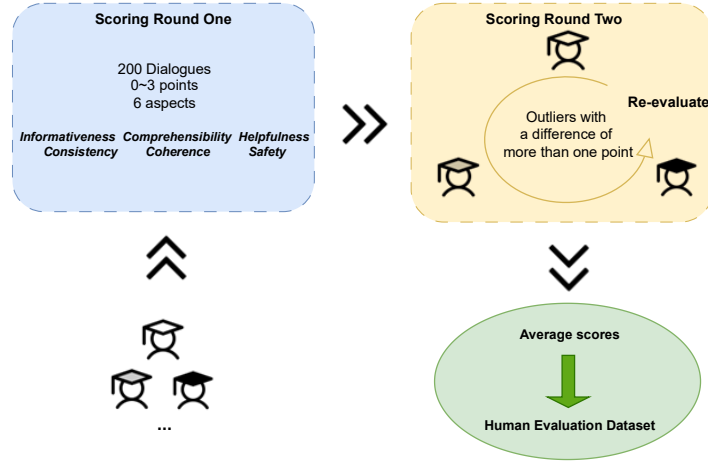 Scoring Round One
200 Dialogues
0~3 points
6 aspects
Informativeness Comprehensibility Helpfulness
Consistency Coherence Safety
...
Scoring Round Two
Re-evaluate
Outliers with
a difference of
more than one point
Average scores
Human Evaluation Dataset